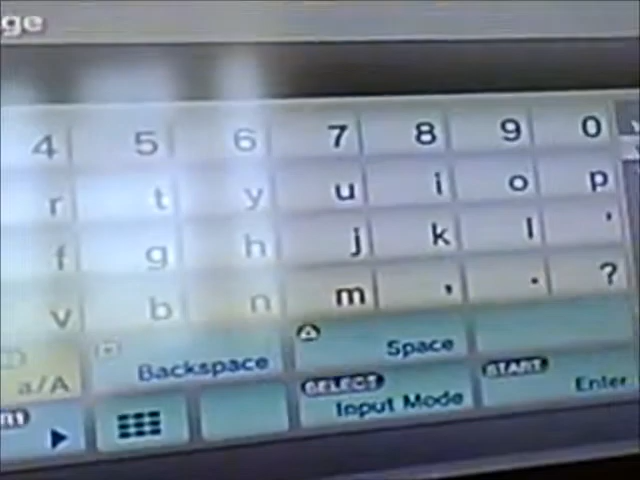 ge
4 5 6 7 8 9 0
r t y u i o p
f g h j k l '
v b n m , . ?
a/A Backspace Space
SELECT Input Mode START Enter